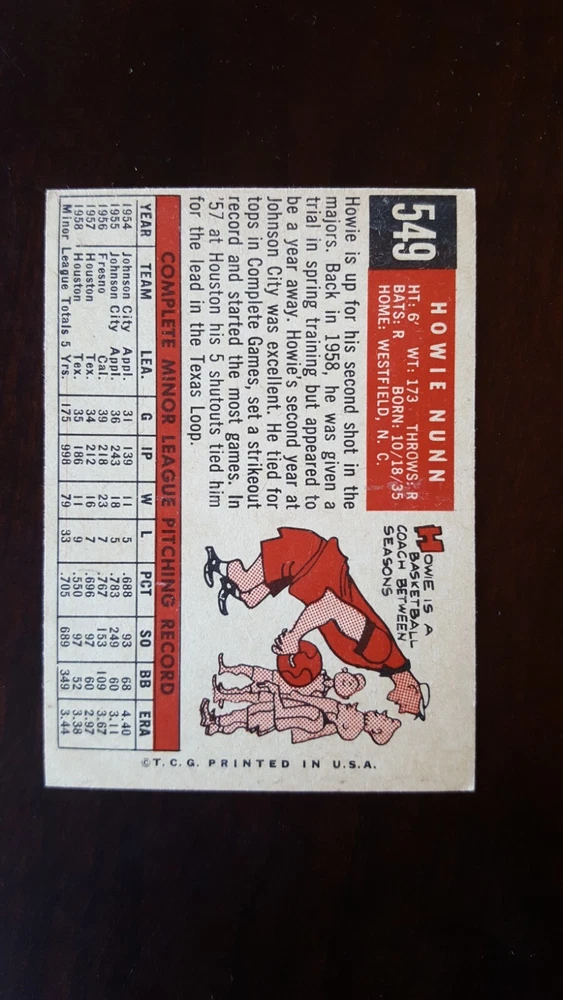 549
HOWIE NUNN
HT: 6' WT: 173 THROWS: R
BATS: R BORN: 10/18/35
HOME: WESTFIELD, N. C.
Howie is up for his second shot in the
majors. Back in 1958, he was given a
trial in spring training but appeared to
be a year away. Howie's second year at
Johnson City was excellent. He tied for
tops in Complete Games, set a strikeout
record and started the most games. In
'57 at Houston his 5 shutouts tied him
for the lead in the Texas Loop.
HOWIE IS A
BASKETBALL
COACH BETWEEN
SEASONS
COMPLETE MINOR LEAGUE PITCHING RECORD
YEAR TEAM LEA. G IP W L PCT SO BB ERA
1954 Johnson City Appl. 31 139 11 5 .688 93 68 4.40
1955 Johnson City Appl. 36 243 18 5 .783 249 60 3.11
1956 Fresno Cal. 39 218 23 7 .767 153 109 3.67
1957 Houston Tex. 34 212 16 7 .696 97 60 2.97
1958 Houston Tex. 35 186 11 9 .550 97 52 3.38
Minor League Totals 5 Yrs. 175 998 79 33 .705 689 349 3.44
©T.C.G. PRINTED IN U.S.A.